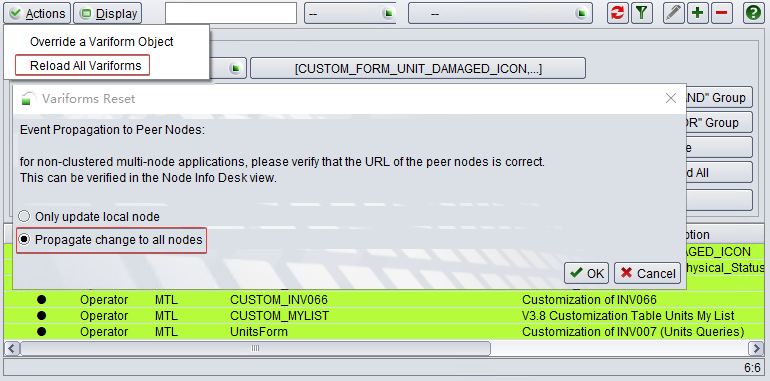 Actions
Display
--
--
Override a Variform Object
Reload All Variforms
[CUSTOM_FORM_UNIT_DAMAGED_ICON,...]
Variforms Reset
Event Propagation to Peer Nodes:
for non-clustered multi-node applications, please verify that the URL of the peer nodes is correct.
This can be verified in the Node Info Desk view.
Only update local node
Propagate change to all nodes
OK
Cancel
AND" Group
OR" Group
All
AGED_ICON
Operator MTL CUSTOM_INV066 Customization of INV066
Operator MTL CUSTOM_MYLIST V3.8 Customization Table Units My List
Operator MTL UnitsForm Customization of INV007 (Units Queries)
6:6